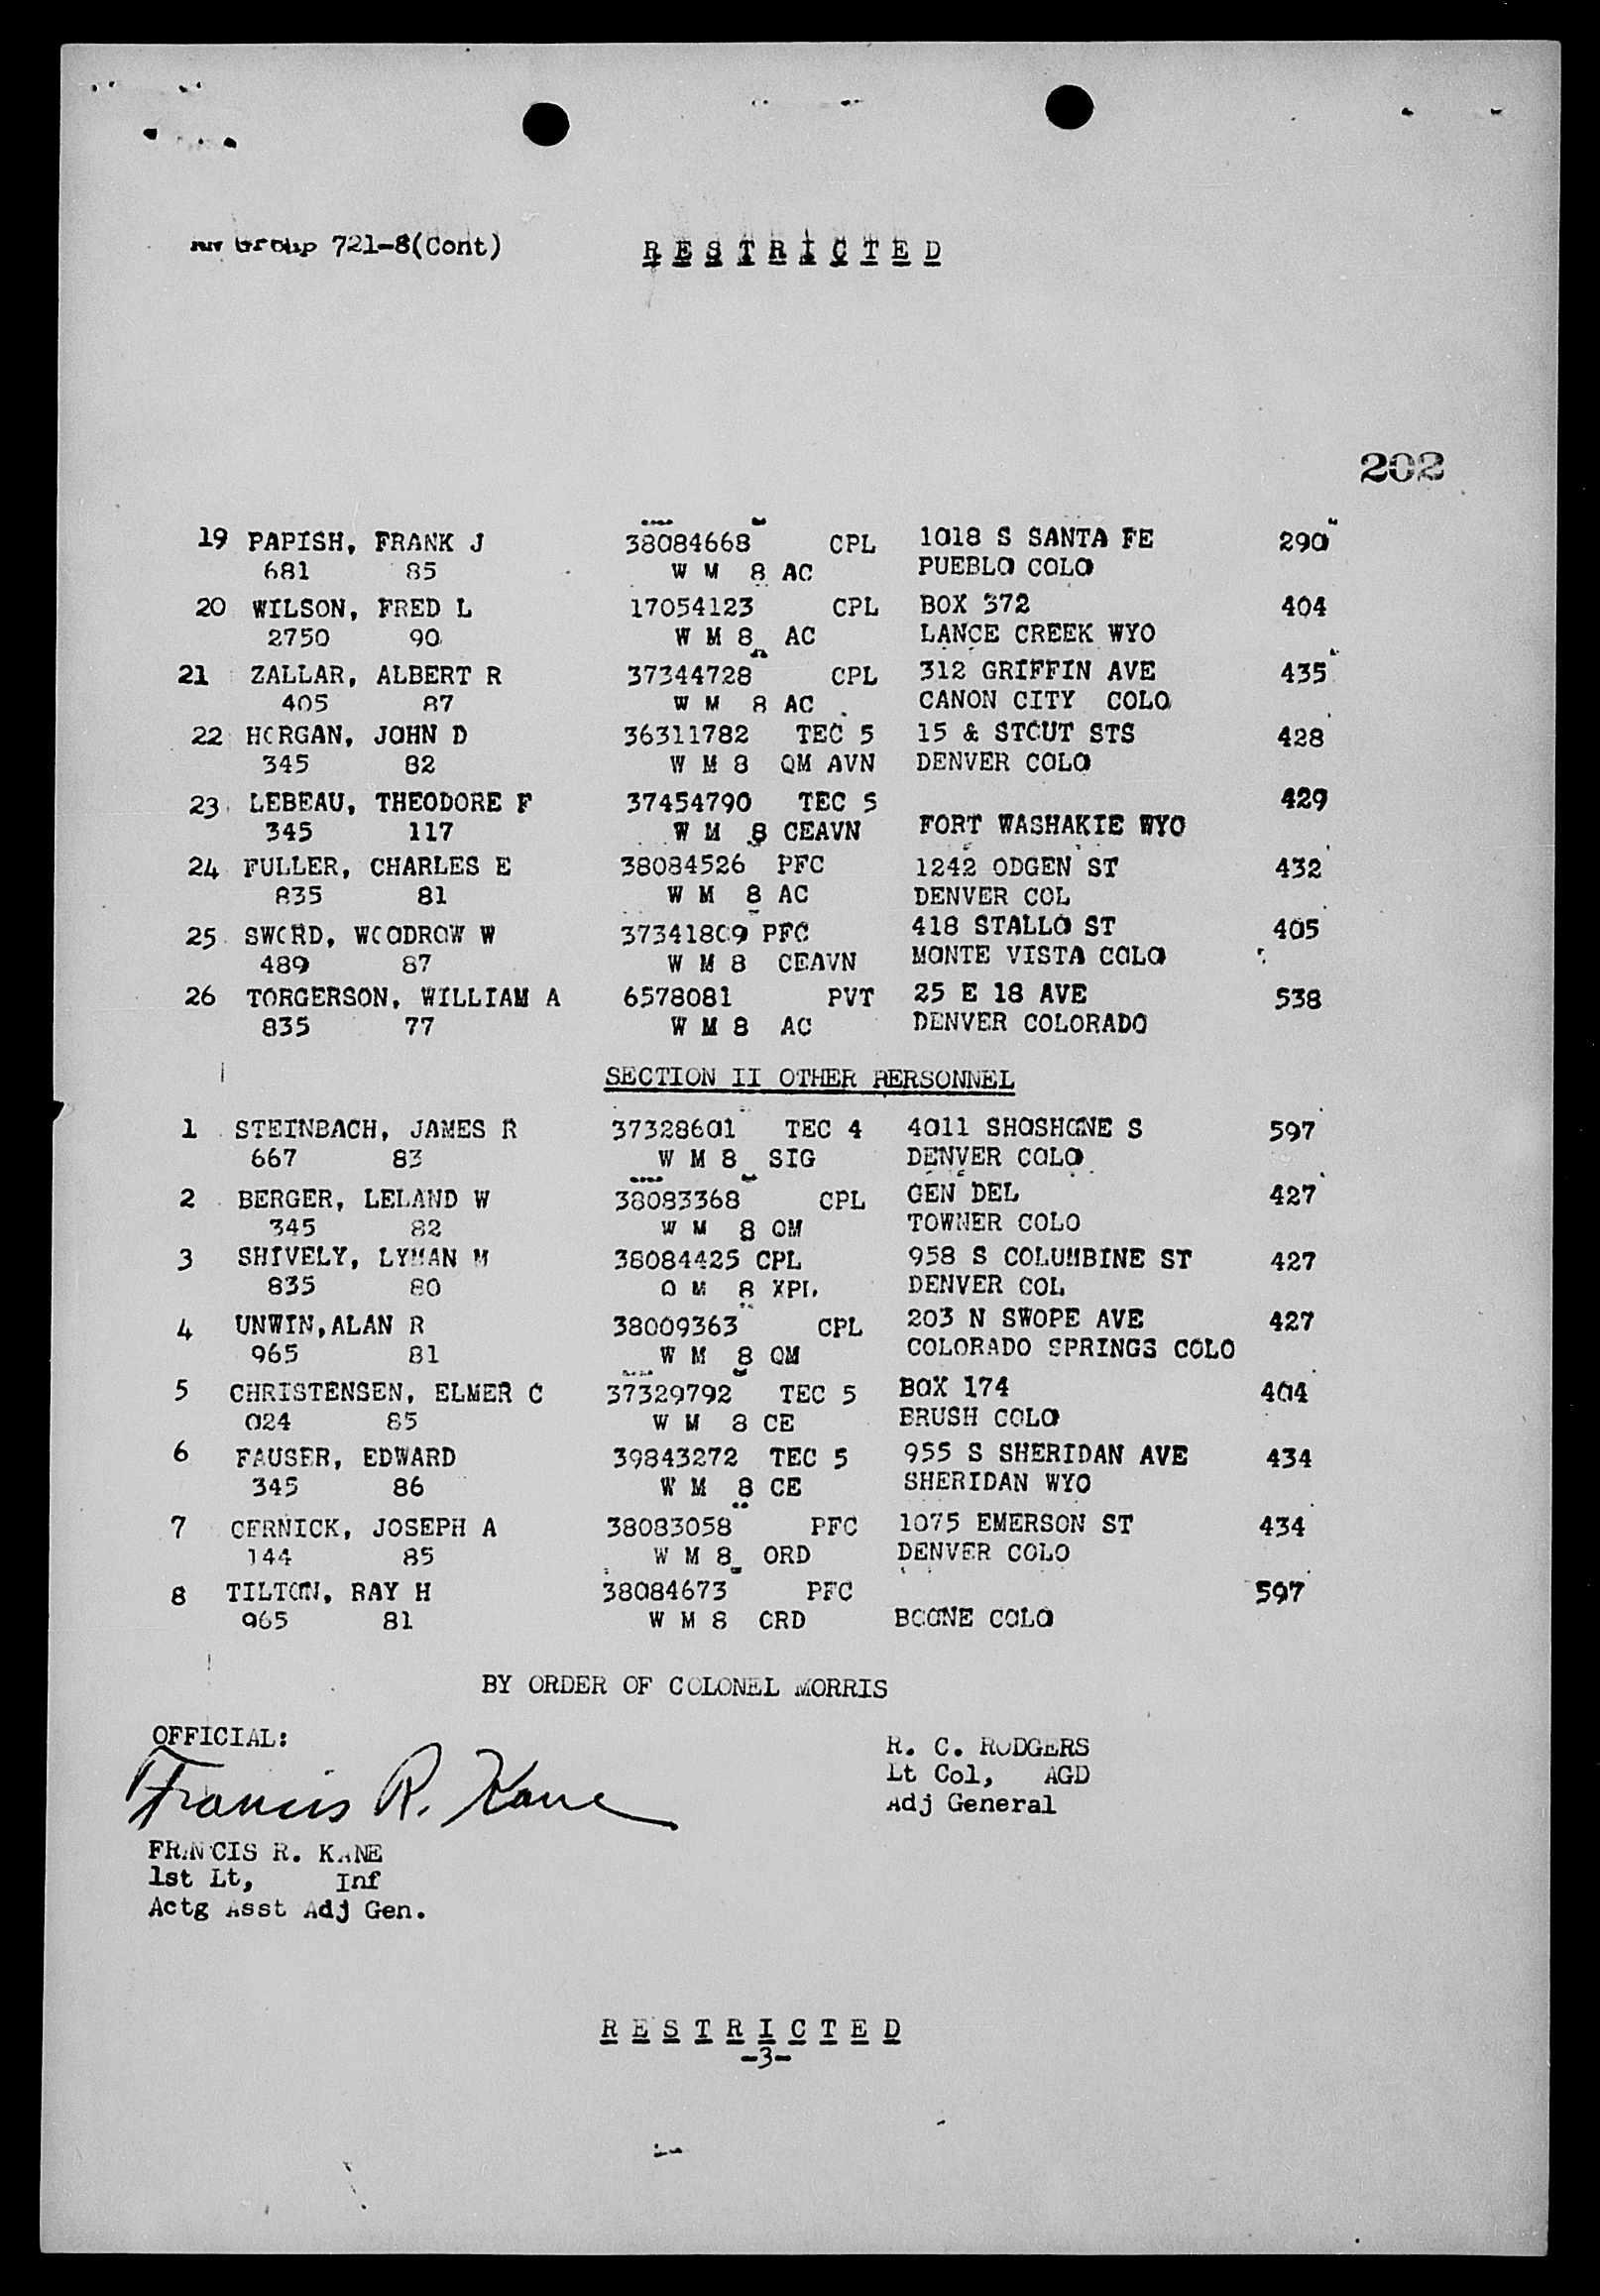 Group 721-8(Cont) RESTRICTED
202
19 PAPISH, FRANK J 38084668 CPL 1018 S SANTA FE 290
681 85 W M 8 AC PUEBLO COLO
20 WILSON, FRED L 17054123 CPL BOX 372 404
2750 90 W M 8 AC LANCE CREEK WYO
21 ZALLAR, ALBERT R 37344728 CPL 312 GRIFFIN AVE 435
405 87 W M 8 AC CANON CITY COLO
22 HORGAN, JOHN D 36311782 TEC 5 15 & STOUT STS 428
345 82 W M 8 QM AVN DENVER COLO
23 LEBEAU, THEODORE F 37454790 TEC 5 429
345 117 W M 8 CEAVN FORT WASHAKIE WYO
24 FULLER, CHARLES E 38084526 PFC 1242 ODGEN ST 432
835 81 W M 8 AC DENVER COL
25 SWORD, WOODROW W 37341809 PFC 418 STALLO ST 405
489 87 W M 8 CEAVN MONTE VISTA COLO
26 TORGERSON, WILLIAM A 6578081 PVT 25 E 18 AVE 538
835 77 W M 8 AC DENVER COLORADO
SECTION II OTHER PERSONNEL
1 STEINBACH, JAMES R 37328601 TEC 4 4011 SHOSHONE S 597
667 83 W M 8 SIG DENVER COLO
2 BERGER, LELAND W 38083368 CPL GEN DEL 427
345 82 W M 8 QM TOWNER COLO
3 SHIVELY, LYMAN M 38084425 CPL 958 S COLUMBINE ST 427
835 80 O M 8 XPL DENVER COL
4 UNWIN,ALAN R 38009363 CPL 203 N SWOPE AVE 427
965 81 W M 8 QM COLORADO SPRINGS COLO
5 CHRISTENSEN, ELMER C 37329792 TEC 5 BOX 174 404
024 85 W M 8 CE BRUSH COLO
6 FAUSER, EDWARD 39843272 TEC 5 955 S SHERIDAN AVE 434
345 86 W M 8 CE SHERIDAN WYO
7 CERNICK, JOSEPH A 38083058 PFC 1075 EMERSON ST 434
144 85 W M 8 ORD DENVER COLO
8 TILTON, RAY H 38084673 PFC 597
965 81 W M 8 ORD BOONE COLO
BY ORDER OF COLONEL MORRIS
OFFICIAL:
Francis R. Kane
R. C. RODGERS
Lt Col, AGD
Adj General
FRANCIS R. KANE
1st Lt, Inf
Actg Asst Adj Gen.
RESTRICTED
-3-